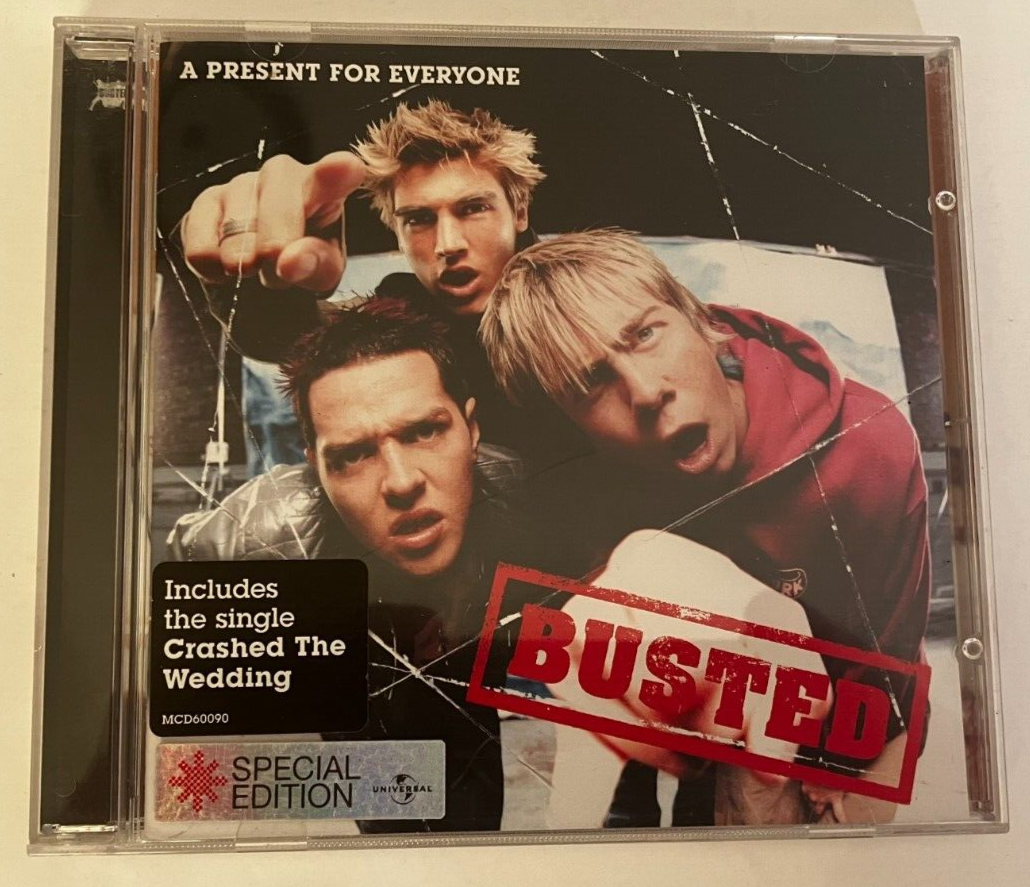 A PRESENT FOR EVERYONE
BUSTED
Includes
the single
Crashed The
Wedding
MCD60090
SPECIAL
EDITION
UNIVERSAL